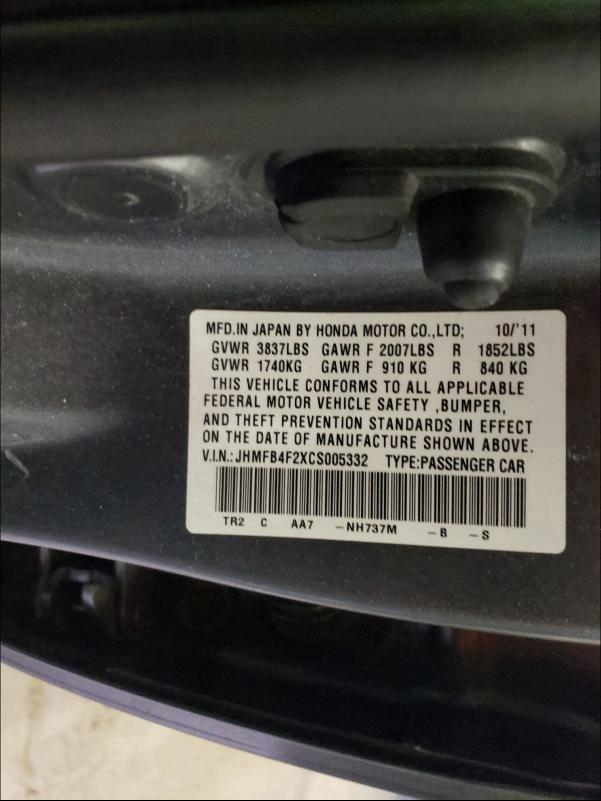 MFD.IN JAPAN BY HONDA MOTOR CO.,LTD; 10/'11
GVWR 3837LBS GAWR F 2007LBS R 1852LBS
GVWR 1740KG GAWR F 910 KG R 840 KG
THIS VEHICLE CONFORMS TO ALL APPLICABLE
FEDERAL MOTOR VEHICLE SAFETY ,BUMPER,
AND THEFT PREVENTION STANDARDS IN EFFECT
ON THE DATE OF MANUFACTURE SHOWN ABOVE.
V.I.N.:JHMFB4F2XCS005332 TYPE:PASSENGER CAR
TR2 C AA7 -NH737M -B -S